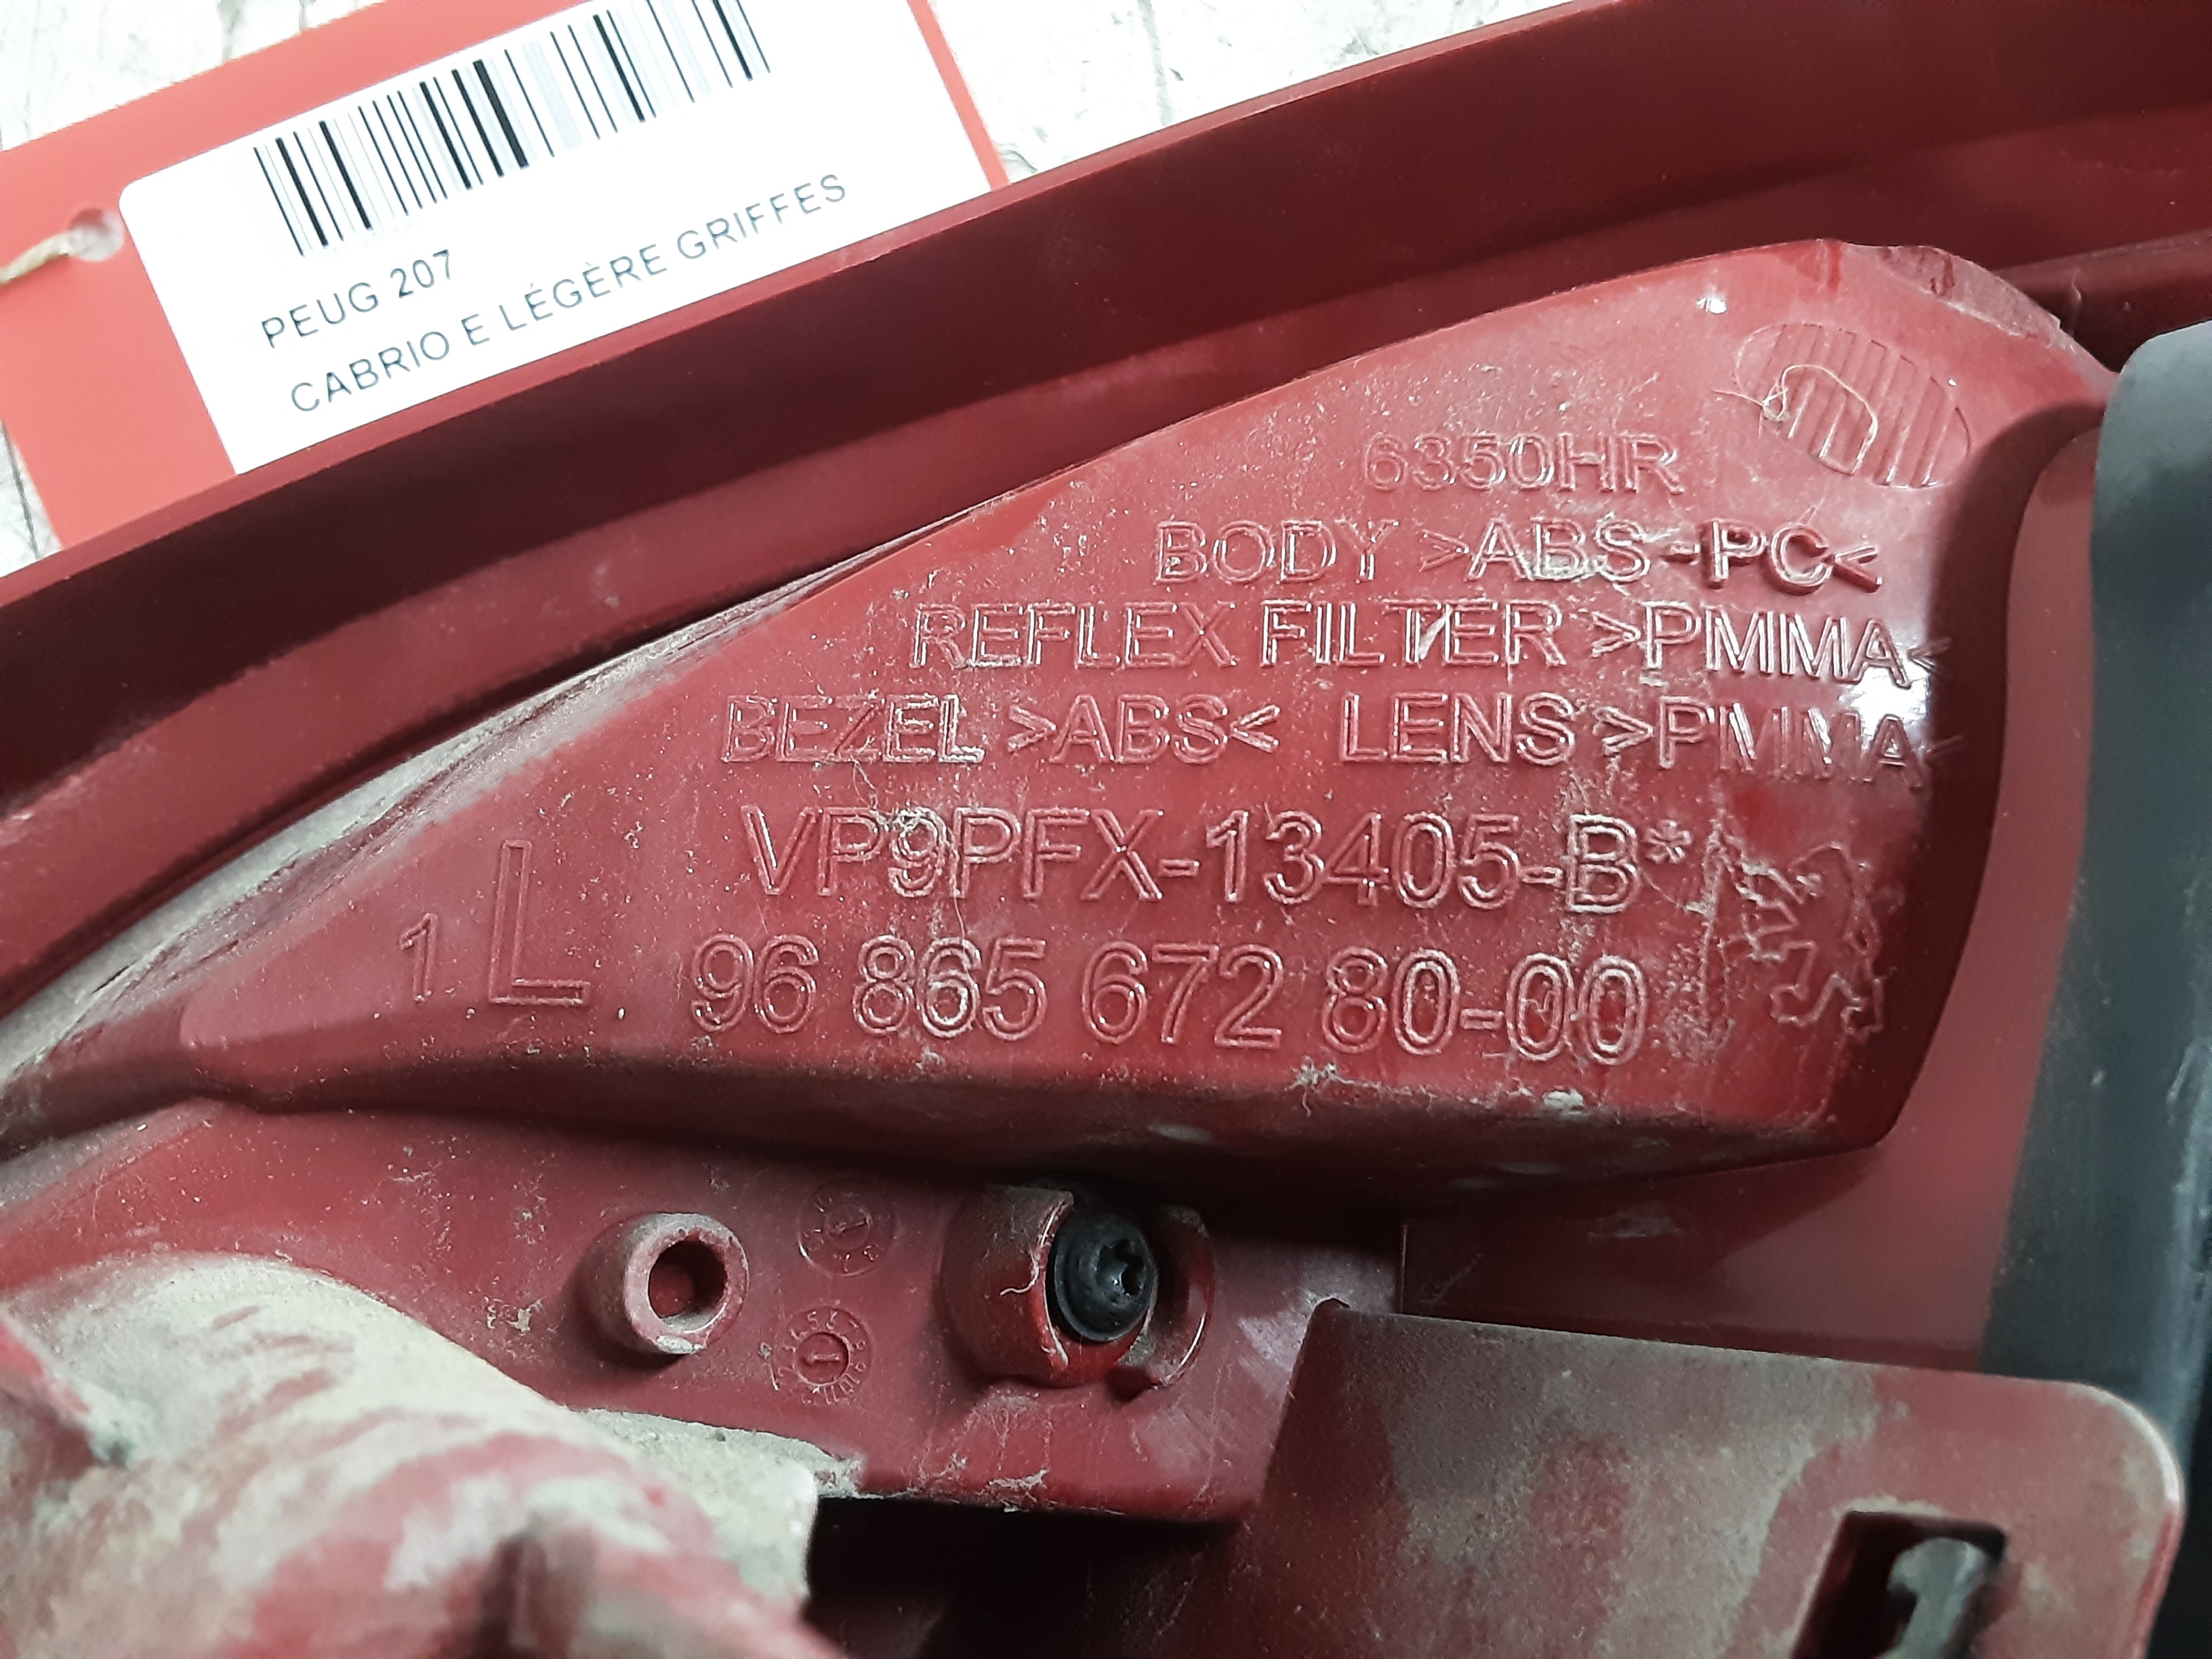 PEUG 207
CABRIO E LÉGÈRE GRIFFES
6350HR
BODY >ABS-PC<
REFLEX FILTER >PMMA<
BEZEL >ABS< LENS >PMMA<
VP9PFX-13405-B*
1 L 96 865 672 80-00